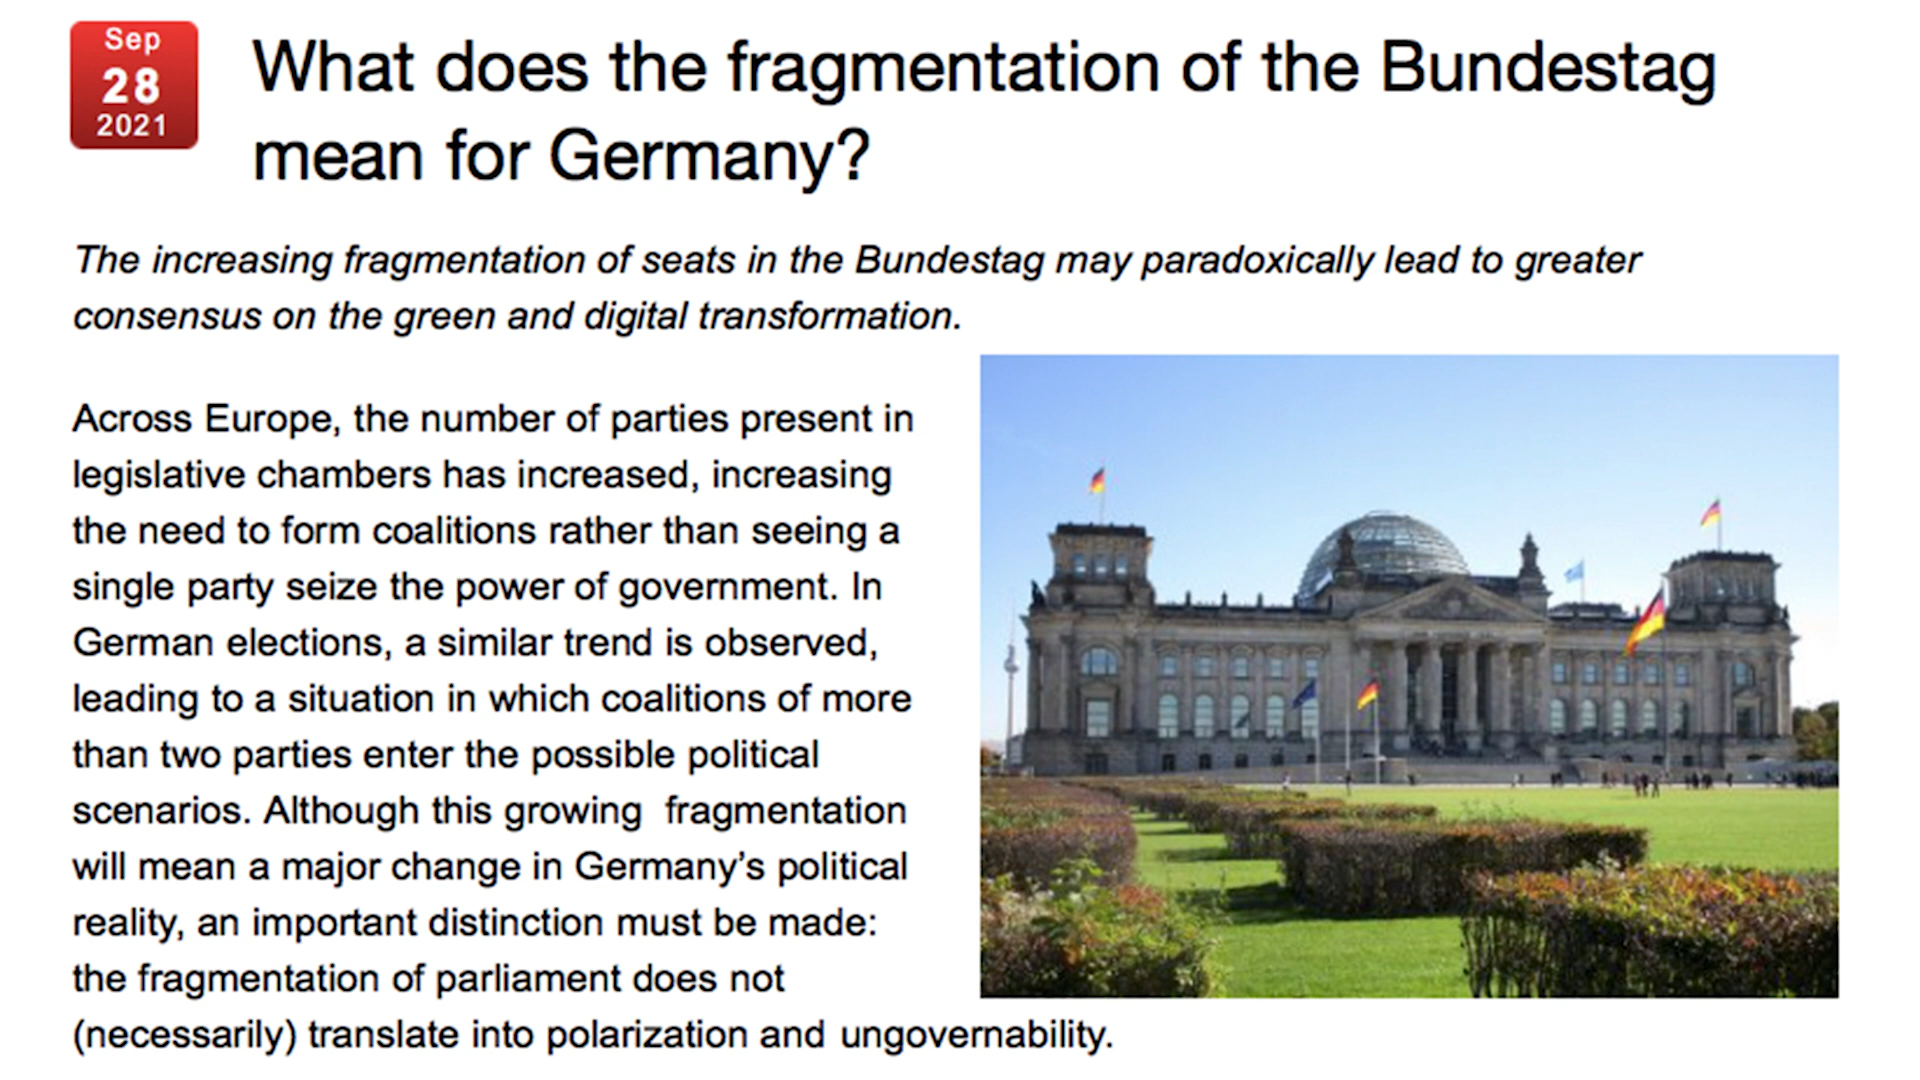 Sep
28
2021
What does the fragmentation of the Bundestag
mean for Germany?
The increasing fragmentation of seats in the Bundestag may paradoxically lead to greater
consensus on the green and digital transformation.
Across Europe, the number of parties present in
legislative chambers has increased, increasing
the need to form coalitions rather than seeing a
single party seize the power of government. In
German elections, a similar trend is observed,
leading to a situation in which coalitions of more
than two parties enter the possible political
scenarios. Although this growing  fragmentation
will mean a major change in Germany’s political
reality, an important distinction must be made:
the fragmentation of parliament does not
(necessarily) translate into polarization and ungovernability.